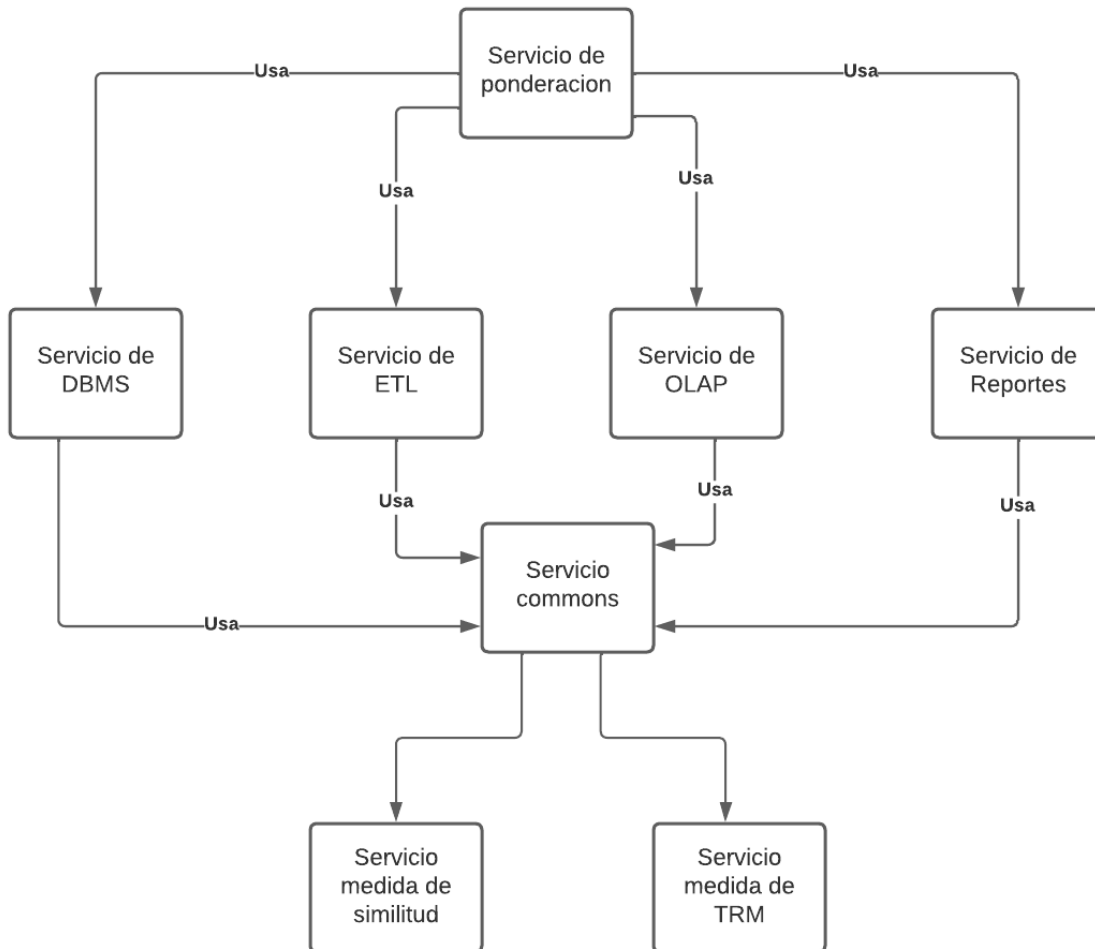 Servicio de
ponderacion
Usa
Usa
Usa
Usa
Servicio de
DBMS
Servicio de
ETL
Servicio de
OLAP
Servicio de
Reportes
Usa
Usa
Usa
Servicio
commons
Usa
Servicio
medida de
similitud
Servicio
medida de
TRM